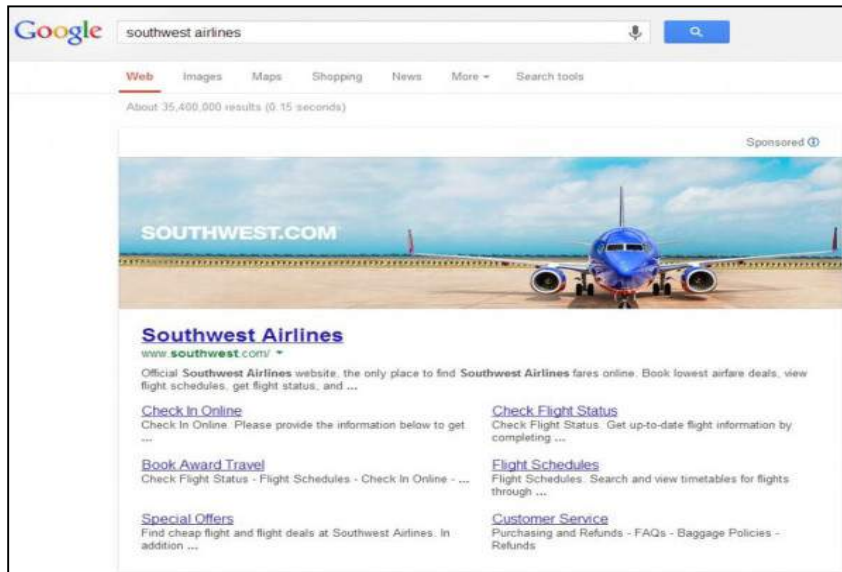 Google southwest airlines
Web Images Maps Shopping News More Search tools
About 35,400,000 results (0.15 seconds)
Sponsored
SOUTHWEST.COM
Southwest Airlines
www.southwest.com/
Official Southwest Airlines website, the only place to find Southwest Airlines fares online. Book lowest airfare deals, view
flight schedules, get flight status, and ...
Check In Online
Check In Online. Please provide the information below to get
...
Check Flight Status
Check Flight Status. Get up-to-date flight information by
completing ...
Book Award Travel
Check Flight Status - Flight Schedules - Check In Online - ...
Flight Schedules
Flight Schedules. Search and view timetables for flights
through ...
Special Offers
Find cheap flight and flight deals at Southwest Airlines. In
addition ...
Customer Service
Purchasing and Refunds - FAQs - Baggage Policies -
Refunds